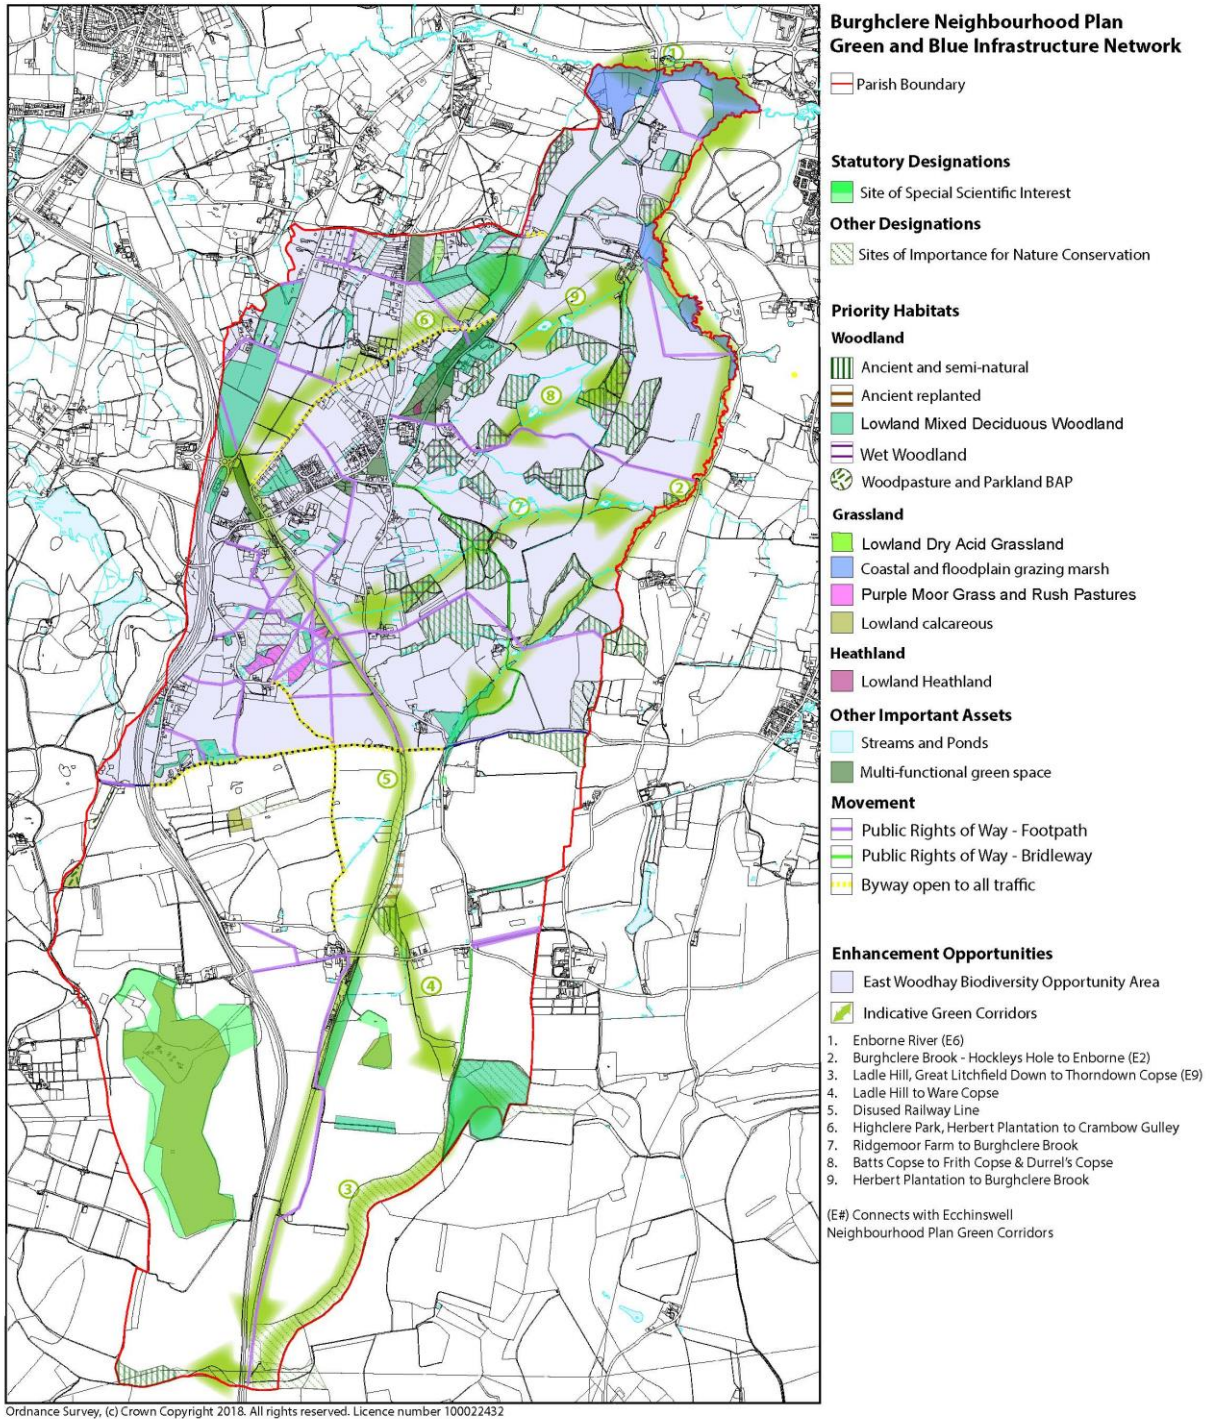 Burghclere Neighbourhood Plan
Green and Blue Infrastructure Network
Parish Boundary
Statutory Designations
Site of Special Scientific Interest
Other Designations
Sites of Importance for Nature Conservation
Priority Habitats
Woodland
Ancient and semi-natural
Ancient replanted
Lowland Mixed Deciduous Woodland
Wet Woodland
Woodpasture and Parkland BAP
Grassland
Lowland Dry Acid Grassland
Coastal and floodplain grazing marsh
Purple Moor Grass and Rush Pastures
Lowland calcareous
Heathland
Lowland Heathland
Other Important Assets
Streams and Ponds
Multi-functional green space
Movement
Public Rights of Way - Footpath
Public Rights of Way - Bridleway
Byway open to all traffic
Enhancement Opportunities
East Woodhay Biodiversity Opportunity Area
Indicative Green Corridors
1. Enborne River (E6)
2. Burghclere Brook - Hockleys Hole to Enborne (E2)
3. Ladle Hill, Great Litchfield Down to Thorndown Copse (E9)
4. Ladle Hill to Ware Copse
5. Disused Railway Line
6. Highclere Park, Herbert Plantation to Crambow Gulley
7. Ridgemoor Farm to Burghclere Brook
8. Batts Copse to Frith Copse & Durrel's Copse
9. Herbert Plantation to Burghclere Brook
(E#) Connects with Ecchinswell
Neighbourhood Plan Green Corridors
1
9
6
8
2
7
5
4
3
Ordnance Survey, (c) Crown Copyright 2018. All rights reserved. Licence number 100022432